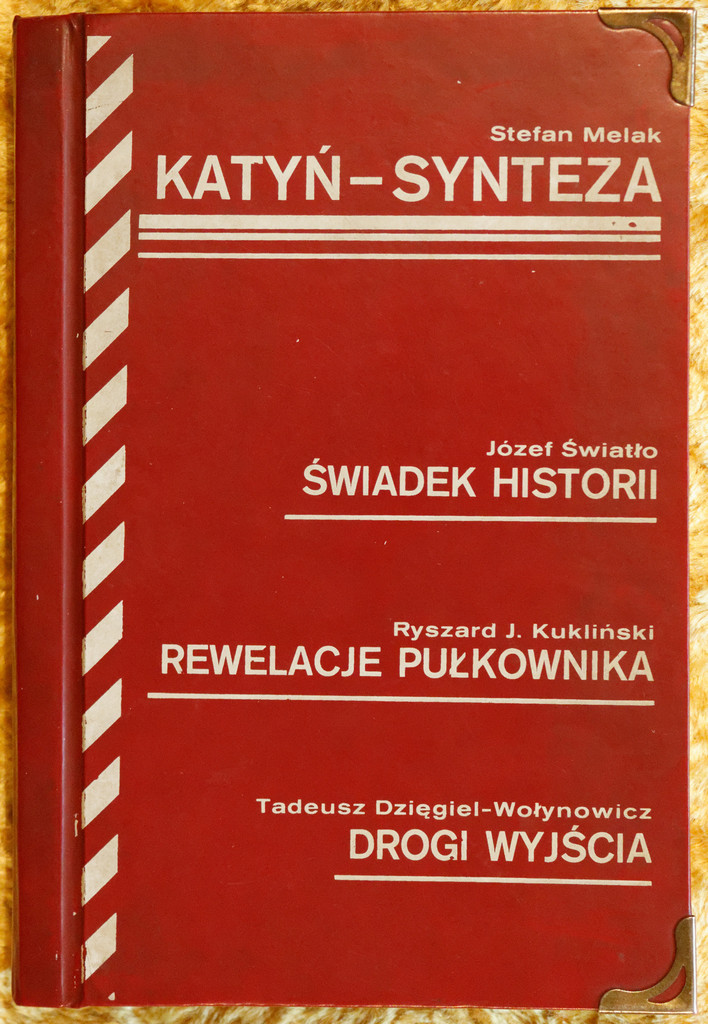 Stefan Melak
KATYŃ – SYNTEZA
Józef Światło
ŚWIADEK HISTORII
Ryszard J. Kukliński
REWELACJE PUŁKOWNIKA
Tadeusz Dzięgiel-Wołynowicz
DROGI WYJŚCIA